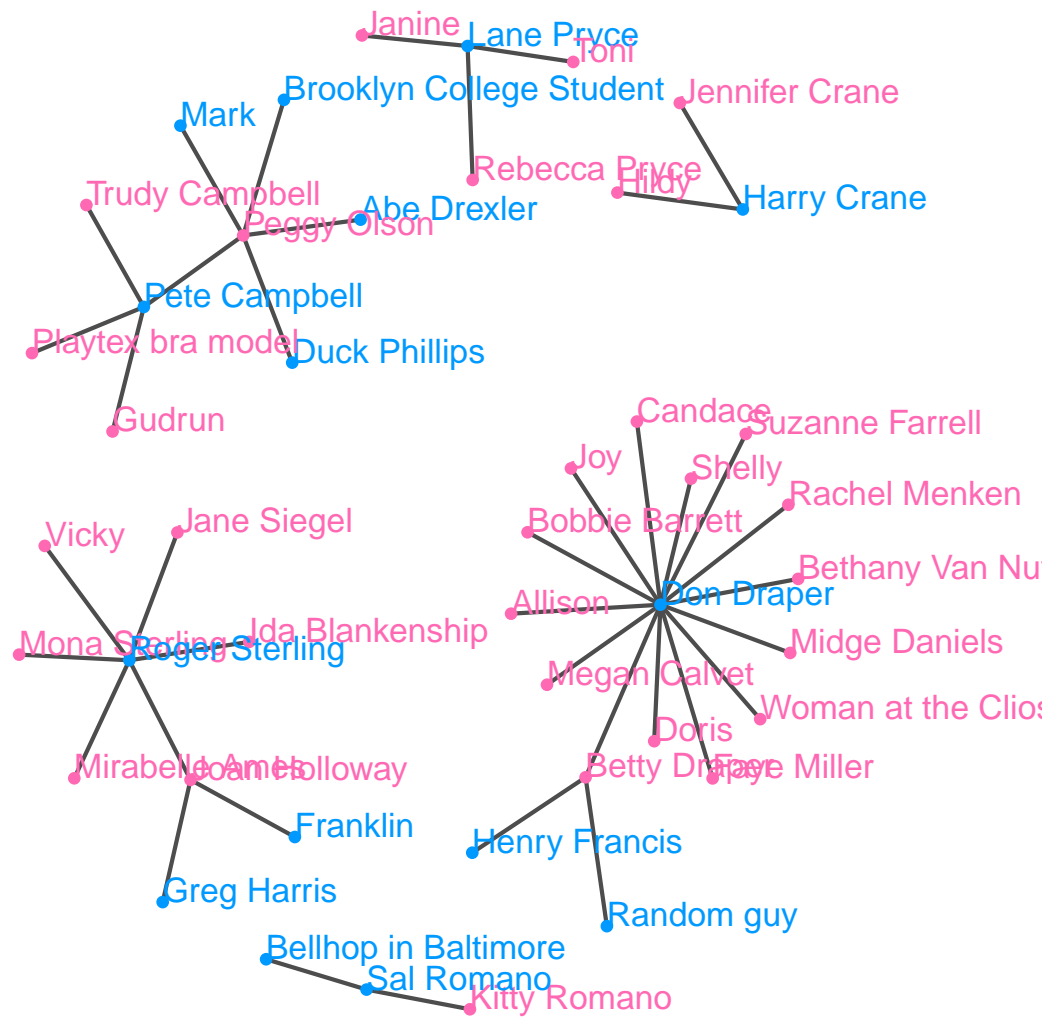 Janine
Lane Pryce
Toni
Brooklyn College Student
Jennifer Crane
Mark
Rebecca Pryce
Hildy
Trudy Campbell
Abe Drexler
Harry Crane
Peggy Olson
Pete Campbell
Playtex bra model
Duck Phillips
Gudrun
Candace
Suzanne Farrell
Joy
Shelly
Rachel Menken
Jane Siegel
Bobbie Barrett
Vicky
Bethany Van Nu
Don Draper
Allison
Ida Blankenship
Mona Sterling
Roger Sterling
Midge Daniels
Megan Calvet
Woman at the Clios
Doris
Mirabelle Ames
Joan Holloway
Betty Draper
Faye Miller
Franklin
Henry Francis
Greg Harris
Random guy
Bellhop in Baltimore
Sal Romano
Kitty Romano